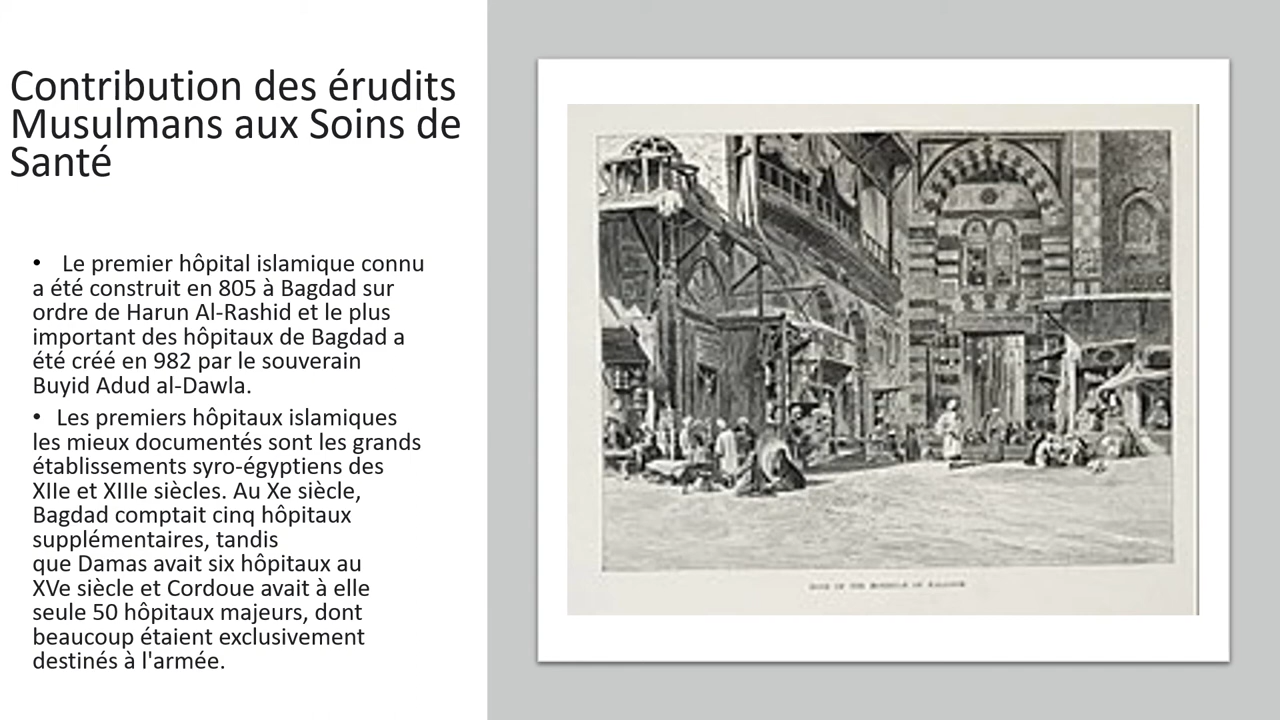 Contribution des érudits
Musulmans aux Soins de
Santé
• Le premier hôpital islamique connu
a été construit en 805 à Bagdad sur
ordre de Harun Al-Rashid et le plus
important des hôpitaux de Bagdad a
été créé en 982 par le souverain
Buyid Adud al-Dawla.
• Les premiers hôpitaux islamiques
les mieux documentés sont les grands
établissements syro-égyptiens des
XIIe et XIIIe siècles. Au Xe siècle,
Bagdad comptait cinq hôpitaux
supplémentaires, tandis
que Damas avait six hôpitaux au
XVe siècle et Cordoue avait à elle
seule 50 hôpitaux majeurs, dont
beaucoup étaient exclusivement
destinés à l'armée.